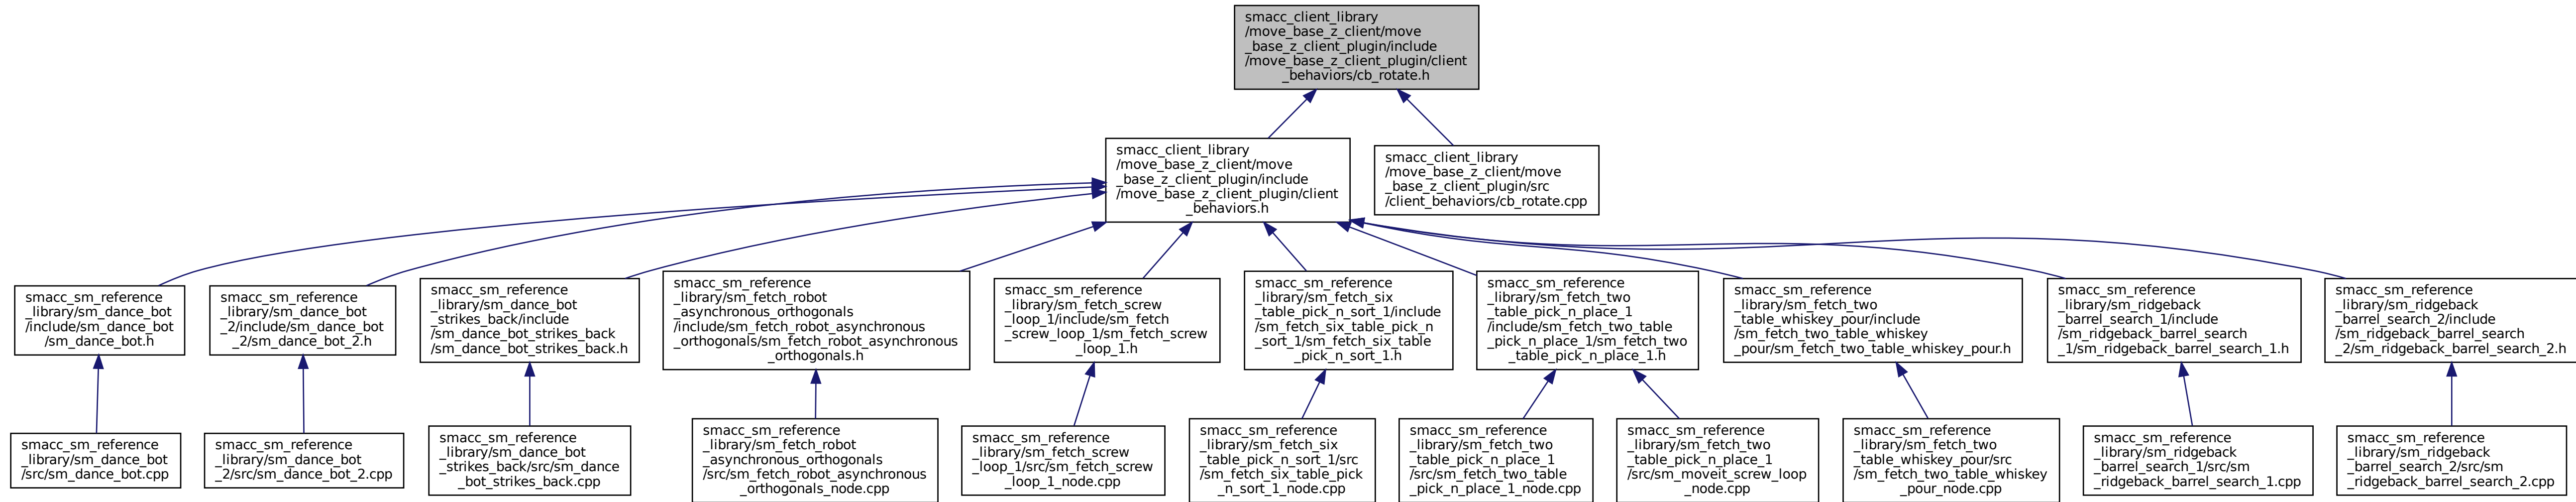 smacc_client_library
/move_base_z_client/move
_base_z_client_plugin/include
/move_base_z_client_plugin/client
_behaviors/cb_rotate.h
smacc_client_library
/move_base_z_client/move
_base_z_client_plugin/include
/move_base_z_client_plugin/client
_behaviors.h
smacc_client_library
/move_base_z_client/move
_base_z_client_plugin/src
/client_behaviors/cb_rotate.cpp
smacc_sm_reference
_library/sm_dance_bot
/include/sm_dance_bot
/sm_dance_bot.h
smacc_sm_reference
_library/sm_dance_bot
_2/include/sm_dance_bot
_2/sm_dance_bot_2.h
smacc_sm_reference
_library/sm_dance_bot
_strikes_back/include
/sm_dance_bot_strikes_back
/sm_dance_bot_strikes_back.h
smacc_sm_reference
_library/sm_fetch_robot
_asynchronous_orthogonals
/include/sm_fetch_robot_asynchronous
_orthogonals/sm_fetch_robot_asynchronous
_orthogonals.h
smacc_sm_reference
_library/sm_fetch_screw
_loop_1/include/sm_fetch
_screw_loop_1/sm_fetch_screw
_loop_1.h
smacc_sm_reference
_library/sm_fetch_six
_table_pick_n_sort_1/include
/sm_fetch_six_table_pick_n
_sort_1/sm_fetch_six_table
_pick_n_sort_1.h
smacc_sm_reference
_library/sm_fetch_two
_table_pick_n_place_1
/include/sm_fetch_two_table
_pick_n_place_1/sm_fetch_two
_table_pick_n_place_1.h
smacc_sm_reference
_library/sm_fetch_two
_table_whiskey_pour/include
/sm_fetch_two_table_whiskey
_pour/sm_fetch_two_table_whiskey_pour.h
smacc_sm_reference
_library/sm_ridgeback
_barrel_search_1/include
/sm_ridgeback_barrel_search
_1/sm_ridgeback_barrel_search_1.h
smacc_sm_reference
_library/sm_ridgeback
_barrel_search_2/include
/sm_ridgeback_barrel_search
_2/sm_ridgeback_barrel_search_2.h
smacc_sm_reference
_library/sm_dance_bot
/src/sm_dance_bot.cpp
smacc_sm_reference
_library/sm_dance_bot
_2/src/sm_dance_bot_2.cpp
smacc_sm_reference
_library/sm_dance_bot
_strikes_back/src/sm_dance
_bot_strikes_back.cpp
smacc_sm_reference
_library/sm_fetch_robot
_asynchronous_orthogonals
/src/sm_fetch_robot_asynchronous
_orthogonals_node.cpp
smacc_sm_reference
_library/sm_fetch_screw
_loop_1/src/sm_fetch_screw
_loop_1_node.cpp
smacc_sm_reference
_library/sm_fetch_six
_table_pick_n_sort_1/src
/sm_fetch_six_table_pick
_n_sort_1_node.cpp
smacc_sm_reference
_library/sm_fetch_two
_table_pick_n_place_1
/src/sm_fetch_two_table
_pick_n_place_1_node.cpp
smacc_sm_reference
_library/sm_fetch_two
_table_pick_n_place_1
/src/sm_moveit_screw_loop
_node.cpp
smacc_sm_reference
_library/sm_fetch_two
_table_whiskey_pour/src
/sm_fetch_two_table_whiskey
_pour_node.cpp
smacc_sm_reference
_library/sm_ridgeback
_barrel_search_1/src/sm
_ridgeback_barrel_search_1.cpp
smacc_sm_reference
_library/sm_ridgeback
_barrel_search_2/src/sm
_ridgeback_barrel_search_2.cpp